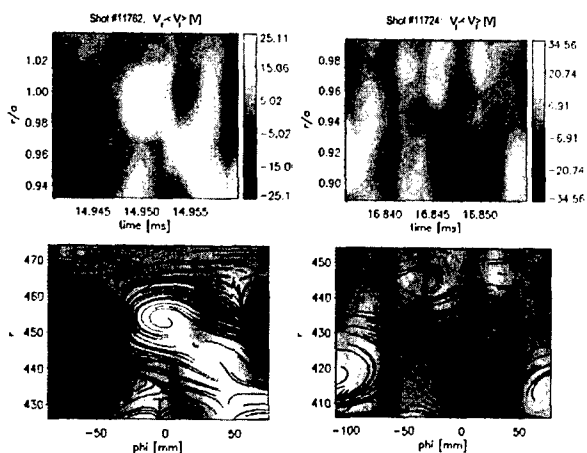 Shot #11762, V_f-<V_f> [V]
Shot #11724: V_f-<V_f> [V]
1.02
1.00
0.98
0.96
0.94
r/a
14.945 14.950 14.955
time [ms]
25.11
15.06
5.02
-5.02
-15.0
-25.1
0.98
0.96
0.94
0.92
0.90
r/a
16.840 16.845 16.850
time [ms]
34.56
20.74
6.91
-6.91
-20.74
-34.56
470
460
450
440
430
r
-50 0 50
phi [mm]
450
440
430
420
410
r
-100 -50 0 50
phi [mm]